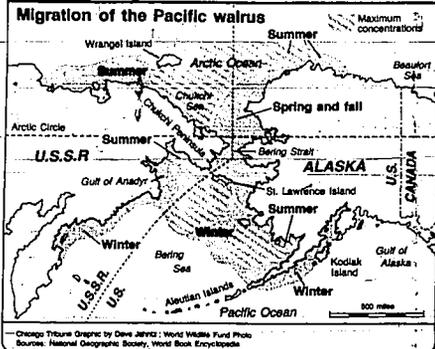 Migration of the Pacific walrus
Maximum
concentrations
Summer
Wrangel Island
Arctic Ocean
Beaufort
Sea
Summer
Chukchi
Sea
Chukchi Peninsula
Spring and fall
Arctic Circle
Summer
Bering Strait
U.S.S.R
ALASKA
U.S.
CANADA
Gulf of Anadyr
St. Lawrence Island
Summer
Winter
Winter
Bering
Sea
Gulf of
Alaska
Kodiak
Island
U.S.S.R.
U.S.
Aleutian Islands
Winter
Pacific Ocean
500 miles
Chicago Tribune Graphic by Dave Jahntz; World Wildlife Fund Photo
Sources: National Geographic Society, World Book Encyclopedia